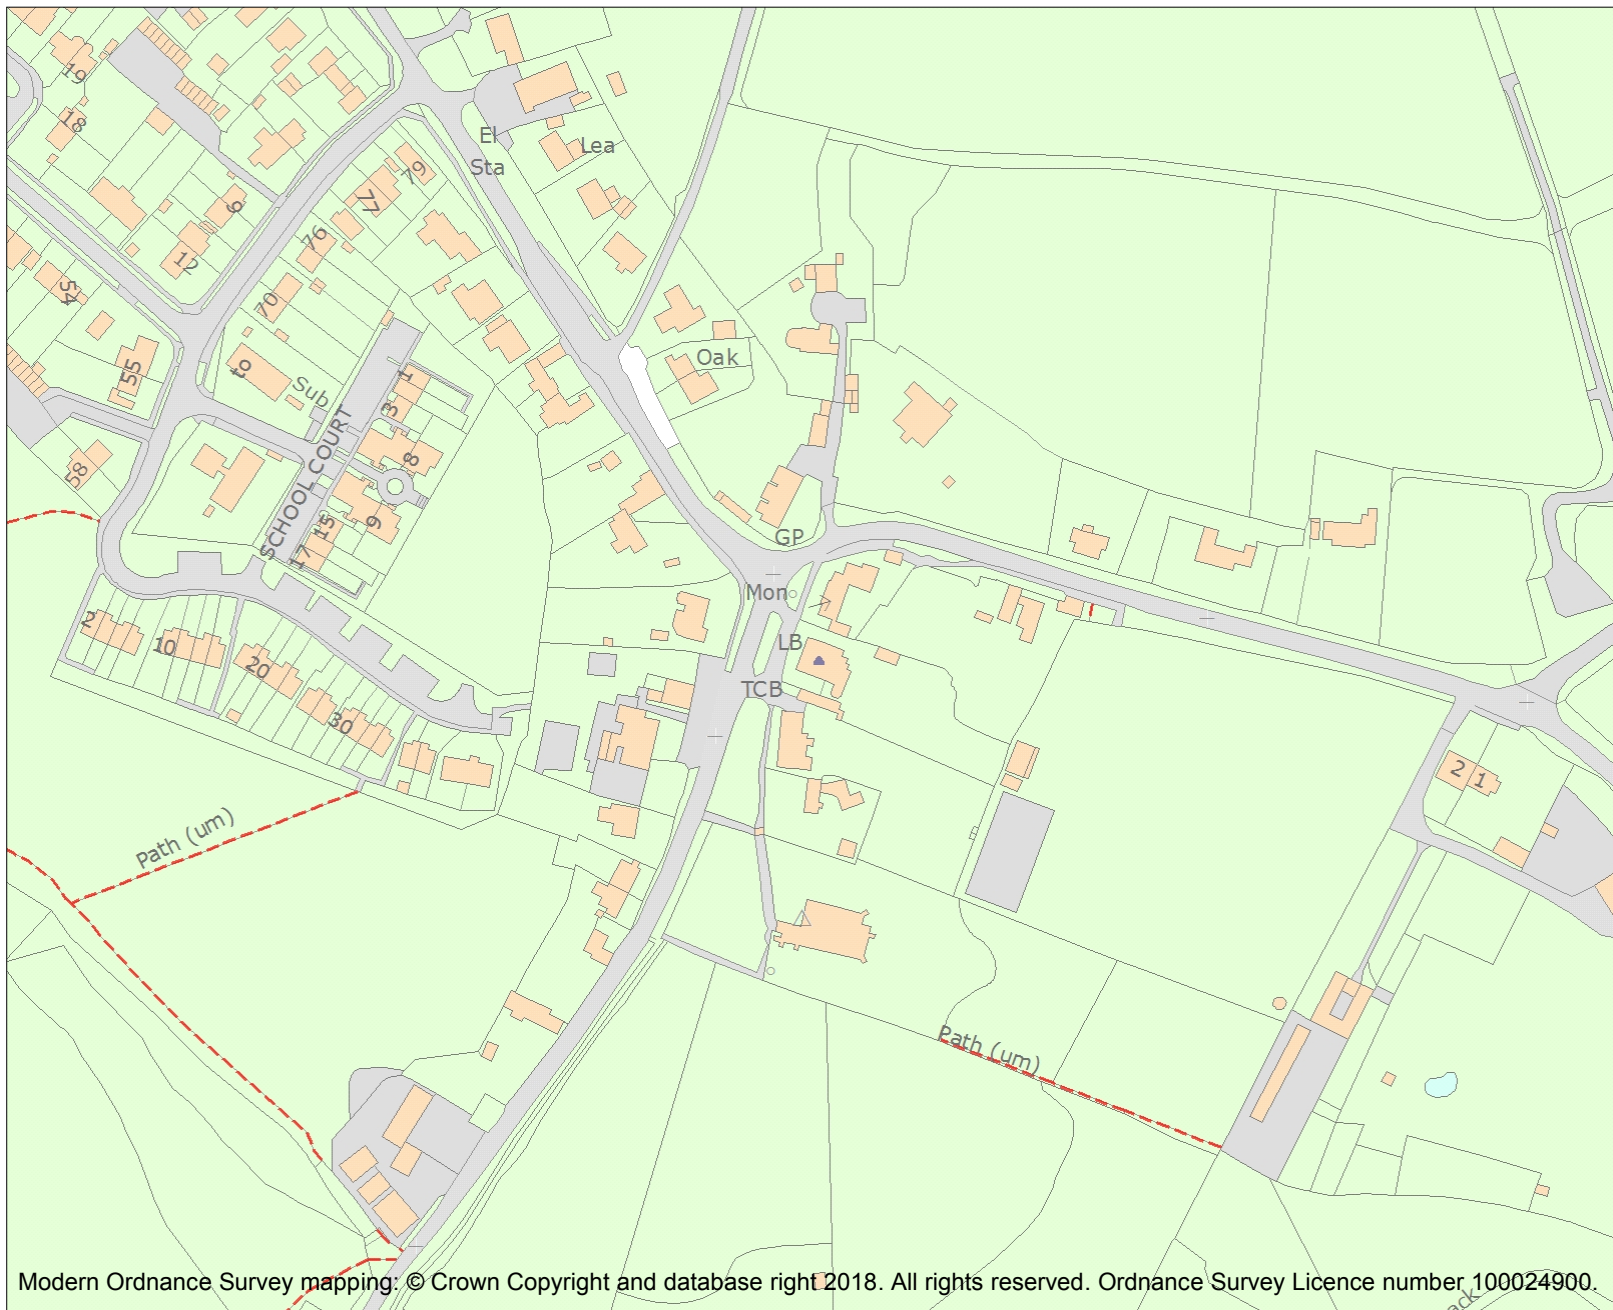 19
18
El
Sta
Lea
79
77
9
76
12
54
70
55
to
Sub
Oak
1
3
8
SCHOOL COURT
58
9
15
17
GP
Mon
LB
TCB
2
10
20
30
2
1
Path (um)
Path (um)
Modern Ordnance Survey mapping: © Crown Copyright and database right 2018. All rights reserved. Ordnance Survey Licence number 100024900.